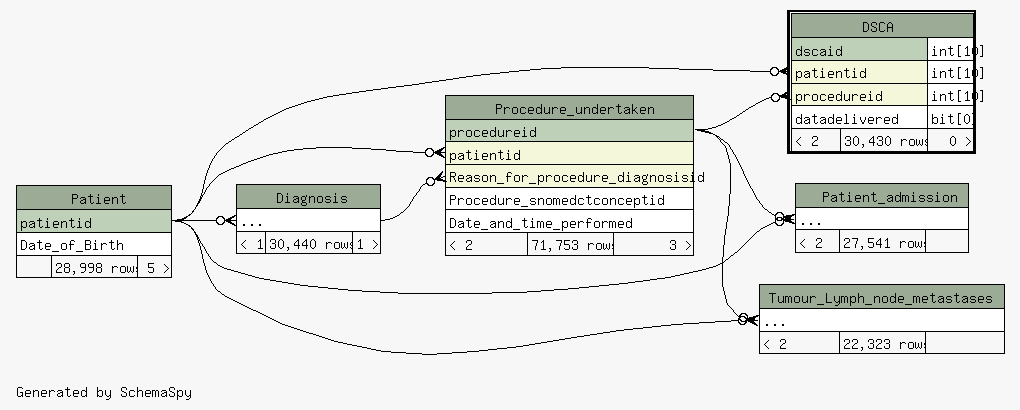 DSCA
dscaid int[10]
patientid int[10]
procedureid int[10]
datadelivered bit[0]
< 2 30,430 rows 0 >
Procedure_undertaken
procedureid
patientid
Reason_for_procedure_diagnosisid
Procedure_snomedctconceptid
Date_and_time_performed
< 2 71,753 rows 3 >
Patient
patientid
Date_of_Birth
28,998 rows 5 >
Diagnosis
...
< 1 30,440 rows 1 >
Patient_admission
...
< 2 27,541 rows
Tumour_Lymph_node_metastases
...
< 2 22,323 rows
Generated by SchemaSpy